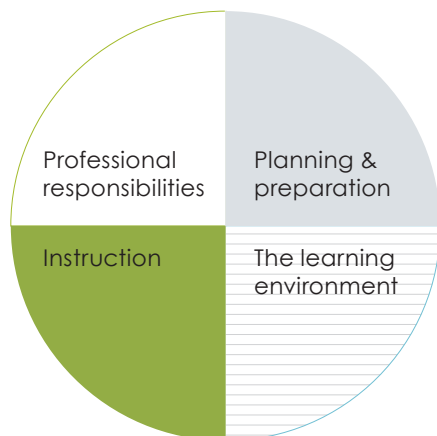 Professional
responsibilities
Planning &
preparation
Instruction
The learning
environment